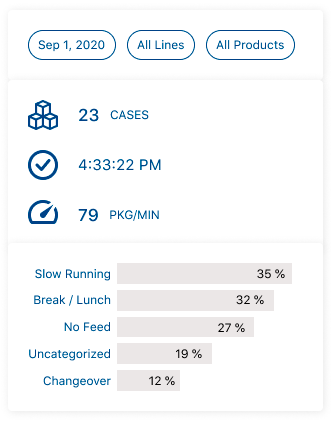 Sep 1, 2020 All Lines All Products
23 CASES
4:33:22 PM
79 PKG/MIN
Slow Running 35 %
Break / Lunch 32 %
No Feed 27 %
Uncategorized 19 %
Changeover 12 %